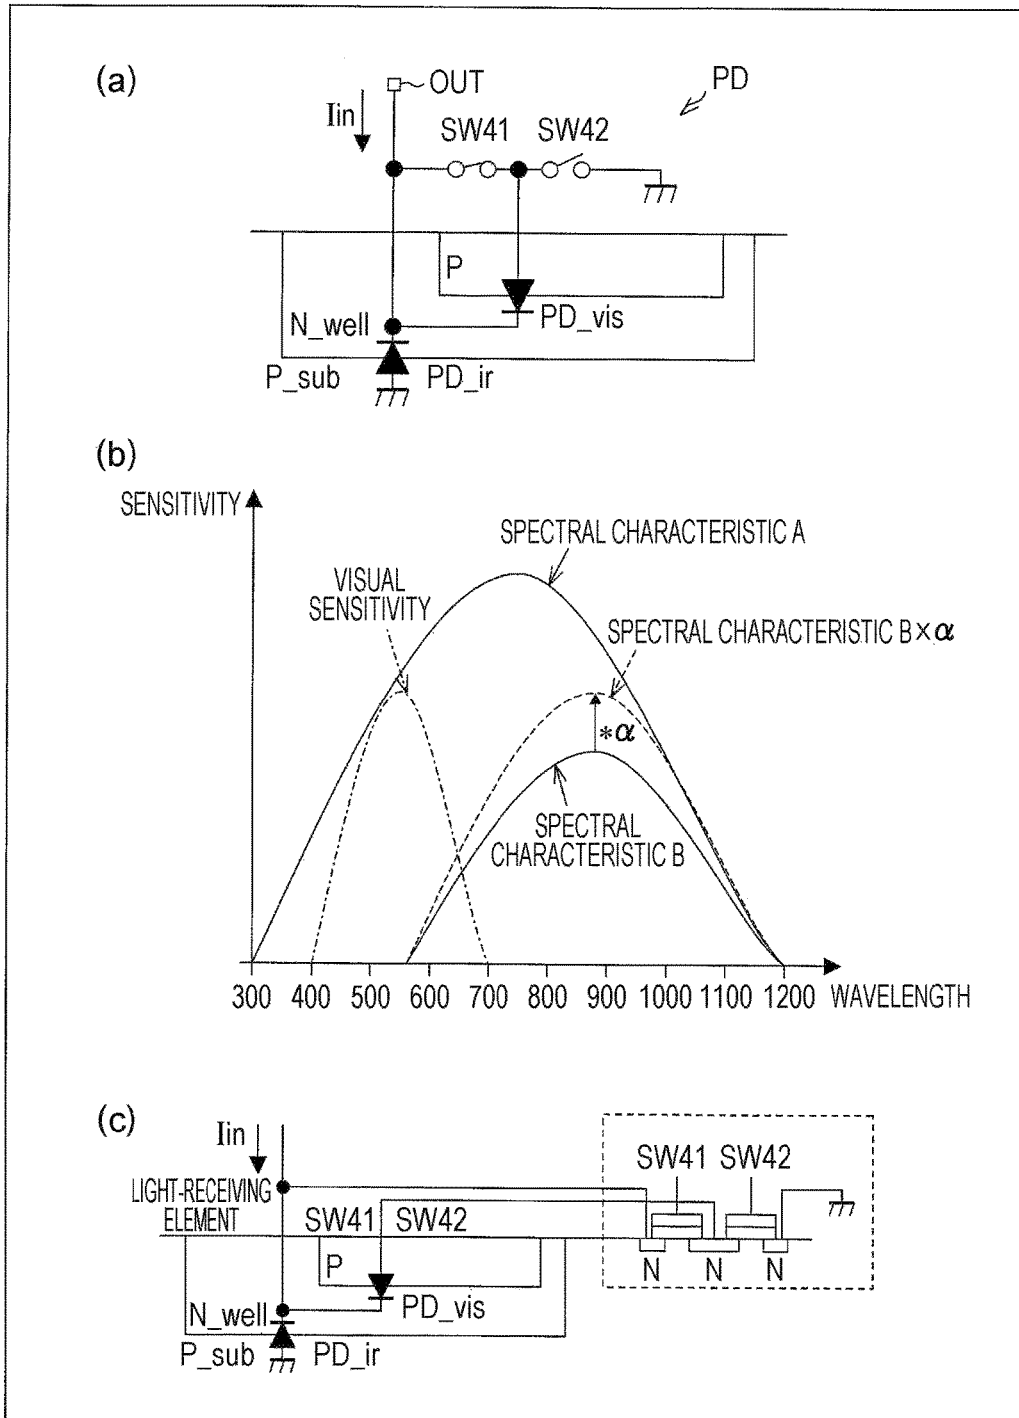 (a)
OUT
PD
Iin
SW41 SW42
P
N_well PD_vis
P_sub PD_ir
(b)
SENSITIVITY
SPECTRAL CHARACTERISTIC A
VISUAL
SENSITIVITY
SPECTRAL CHARACTERISTIC B×α
*α
SPECTRAL
CHARACTERISTIC B
300 400 500 600 700 800 900 1000 1100 1200 WAVELENGTH
(c)
Iin
SW41 SW42
LIGHT-RECEIVING
ELEMENT SW41 SW42
P
N N N
N_well PD_vis
P_sub PD_ir